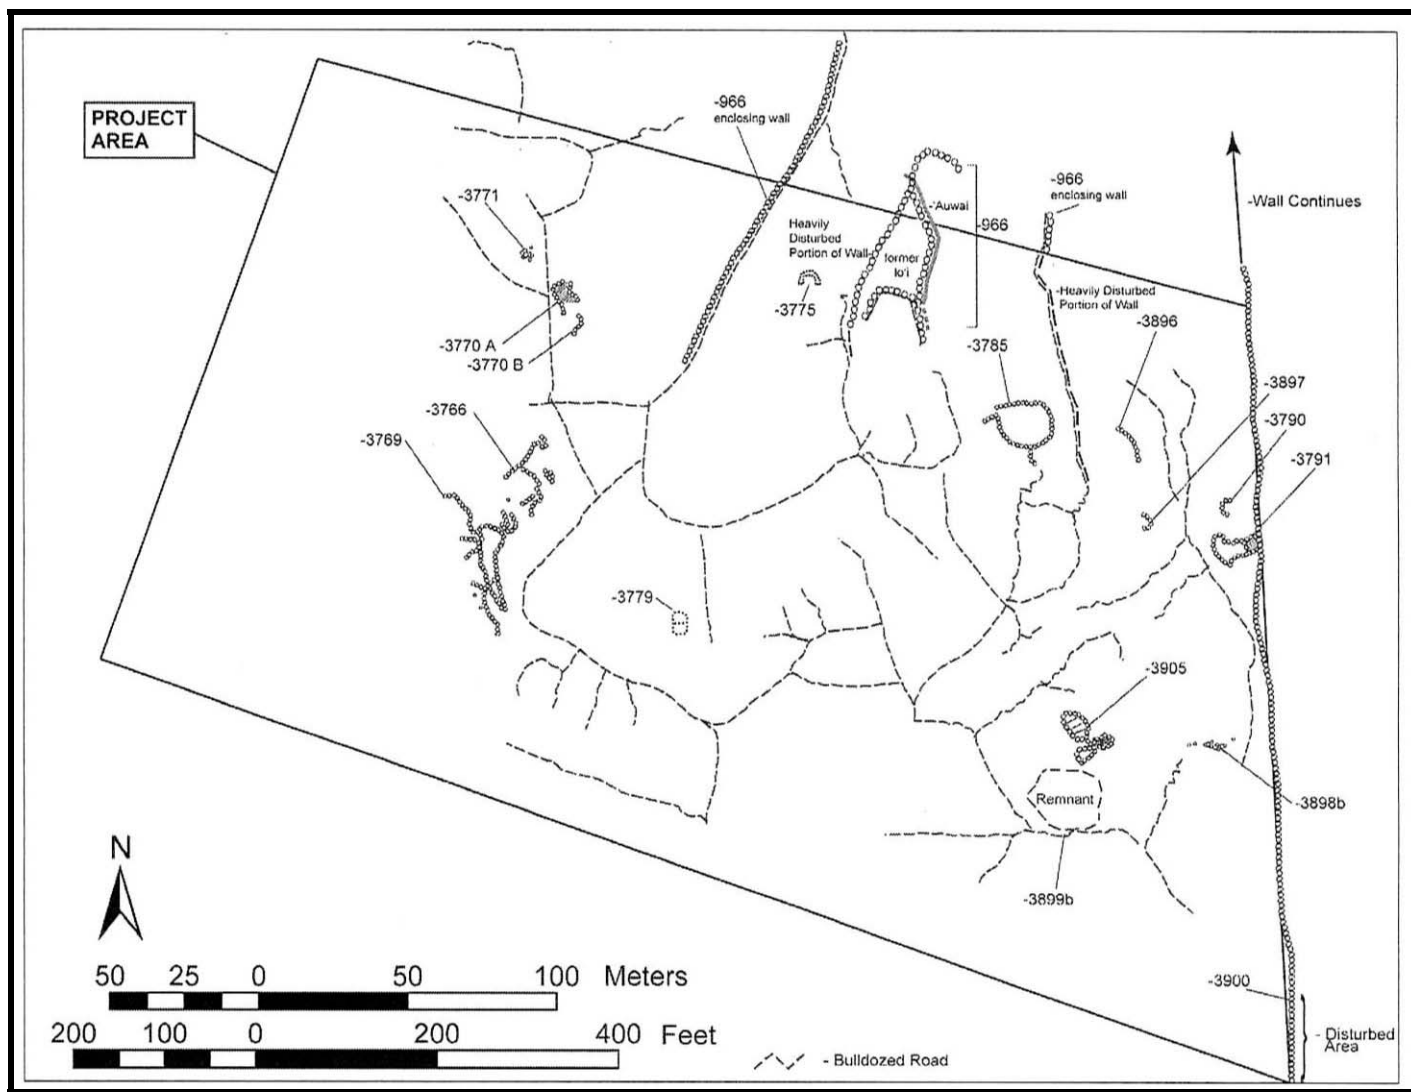 PROJECT
AREA
-966
enclosing wall
-3771
-'Auwai
-966
-966
enclosing wall
-Wall Continues
Heavily
Disturbed
Portion of Wall-
former
lo'i
-3775
-Heavily Disturbed
Portion of Wall
-3896
-3770 A
-3770 B
-3785
-3897
-3790
-3791
-3766
-3769
-3779
-3905
Remnant
-3898b
-3899b
-3900
- Disturbed
Area
N
50 25 0 50 100 Meters
200 100 0 200 400 Feet
- Bulldozed Road